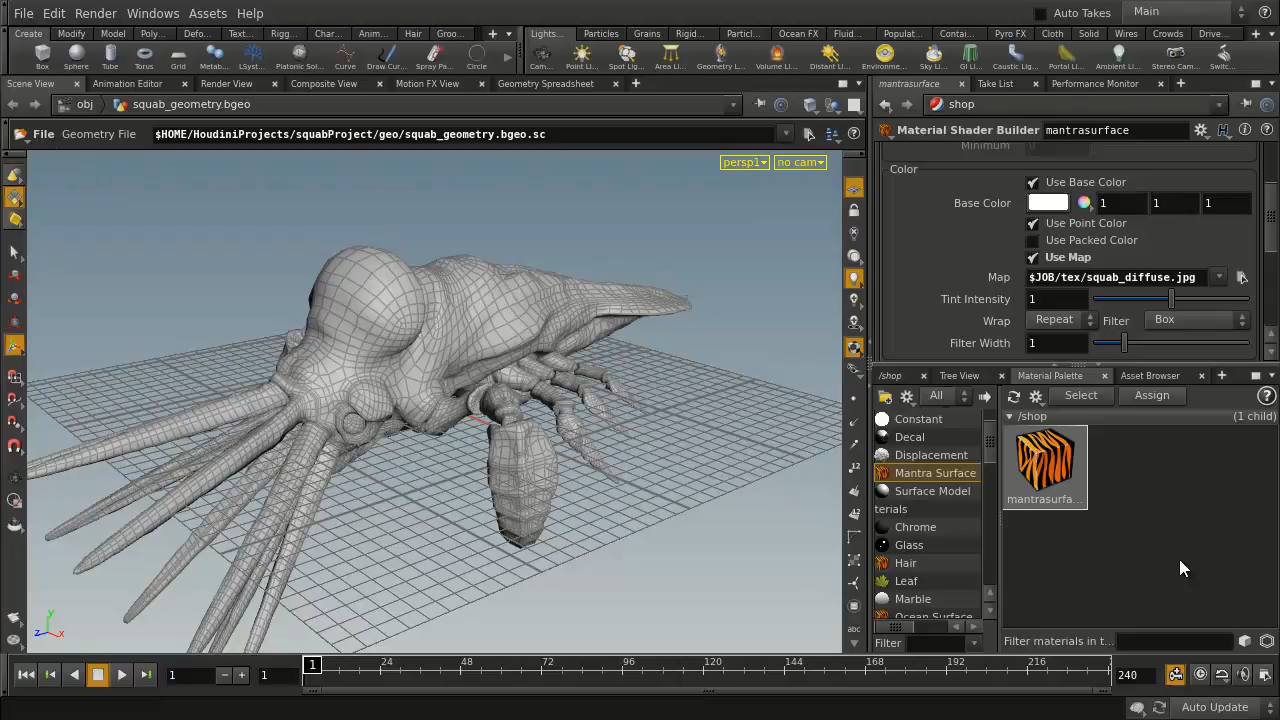 File Edit Render Windows Assets Help Auto Takes Main
Create Modify Model Poly... Defo... Text... Rigg... Char... Anim... Hair Groo... Lights... Particles Grains Rigid... Particl... Ocean FX Fluid... Populat... Contai... Pyro FX Cloth Solid Wires Crowds Drive...
Box Sphere Tube Torus Grid Metab... LSyst... Platonic Sol... Curve Draw Cur... Spray Pa... Circle Cam... Point Li... Spot Lig... Area Li... Geometry L... Volume Li... Distant Li... Environme... Sky Li... GI Li... Caustic Lig... Portal Li... Ambient Li... Stereo Cam... Switc...
Scene View Animation Editor Render View Composite View Motion FX View Geometry Spreadsheet
obj squab_geometry.bgeo
File Geometry File $HOME/HoudiniProjects/squabProject/geo/squab_geometry.bgeo.sc
persp1 no cam
mantrasurface Take List Performance Monitor
shop
Material Shader Builder mantrasurface
Minimum 0
Color
Use Base Color
Base Color 1 1 1
Use Point Color
Use Packed Color
Use Map
Map $JOB/tex/squab_diffuse.jpg
Tint Intensity 1
Wrap Repeat Filter Box
Filter Width 1
/shop Tree View Material Palette Asset Browser
All Select Assign
Constant
Decal
Displacement
Mantra Surface
Surface Model
terials
Chrome
Glass
Hair
Leaf
Marble
Ocean Surface
Filter
/shop (1 child)
mantrasurfa...
Filter materials in t...
12
abc
y
z x
1 1 1 24 48 72 96 120 144 168 192 216 240
Auto Update